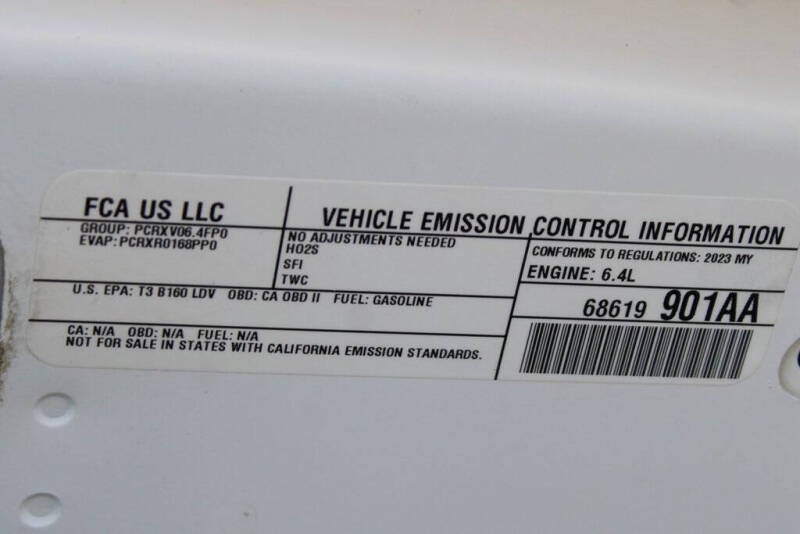 FCA US LLC
GROUP: PCRXV06.4FP0
EVAP: PCRXR0168PP0
VEHICLE EMISSION CONTROL INFORMATION
NO ADJUSTMENTS NEEDED
HO2S
SFI
TWC
CONFORMS TO REGULATIONS: 2023 MY
ENGINE: 6.4L
U.S. EPA: T3 B160 LDV OBD: CA OBD II FUEL: GASOLINE
68619 901AA
CA: N/A OBD: N/A FUEL: N/A
NOT FOR SALE IN STATES WITH CALIFORNIA EMISSION STANDARDS.